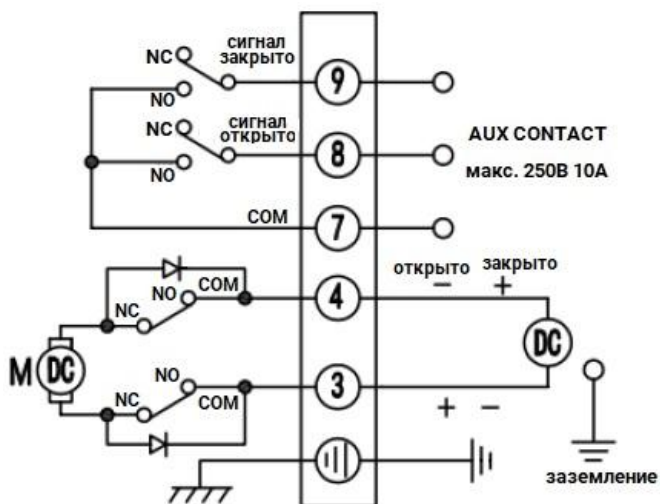 NC
сигнал
закрыто
9
NO
NC
сигнал
открыто
8
AUX CONTACT
макс. 250В 10А
NO
COM
7
открыто
закрыто
NO
COM
4
−
+
NC
M
DC
DC
NC
NO
COM
3
+
−
заземление